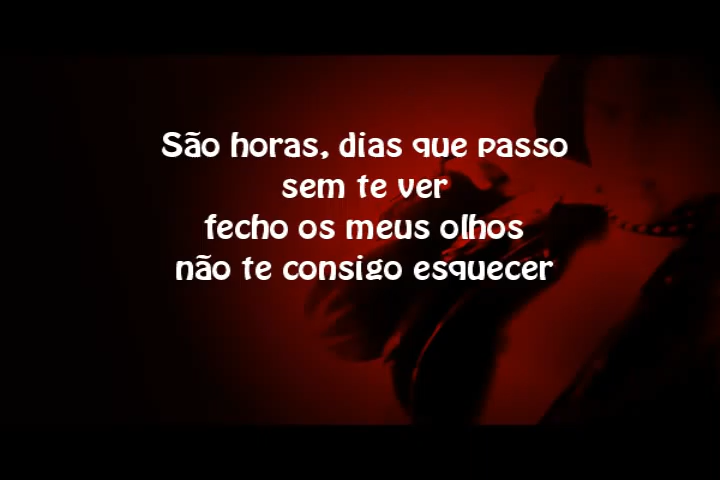 São horas, dias que passo
sem te ver
fecho os meus olhos
não te consigo esquecer